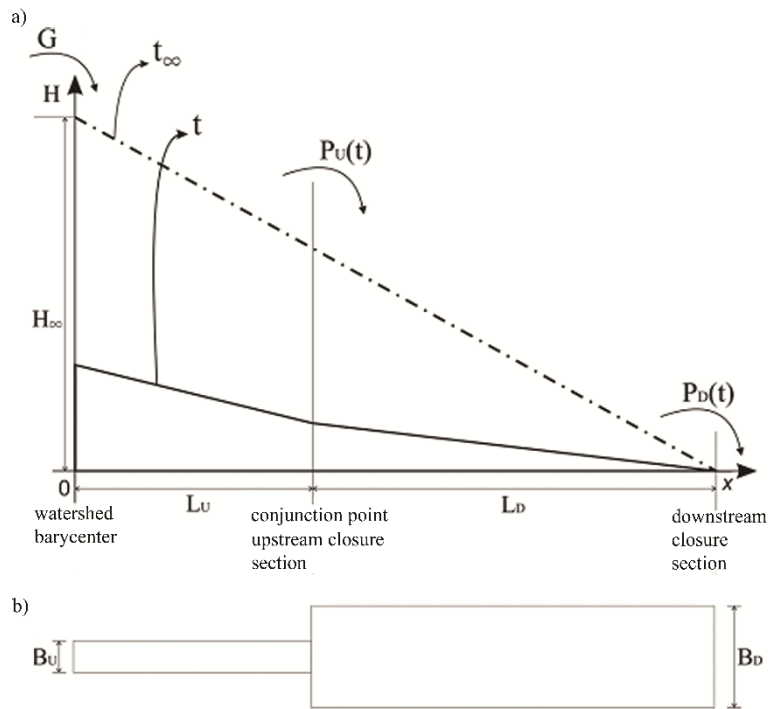 a)
G
t∞
H
t
PU(t)
H∞
PD(t)
0
x
LU
LD
watershed
barycenter
conjunction point
upstream closure
section
downstream
closure
section
b)
BU
BD